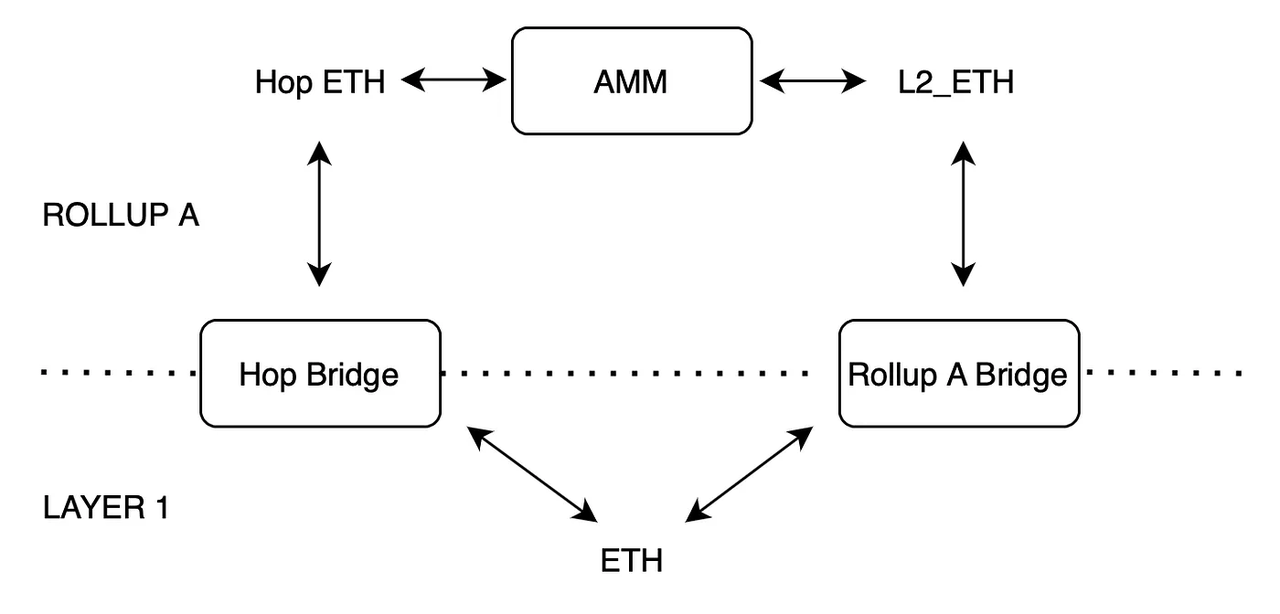 Hop ETH
AMM
L2_ETH
ROLLUP A
Hop Bridge
Rollup A Bridge
LAYER 1
ETH